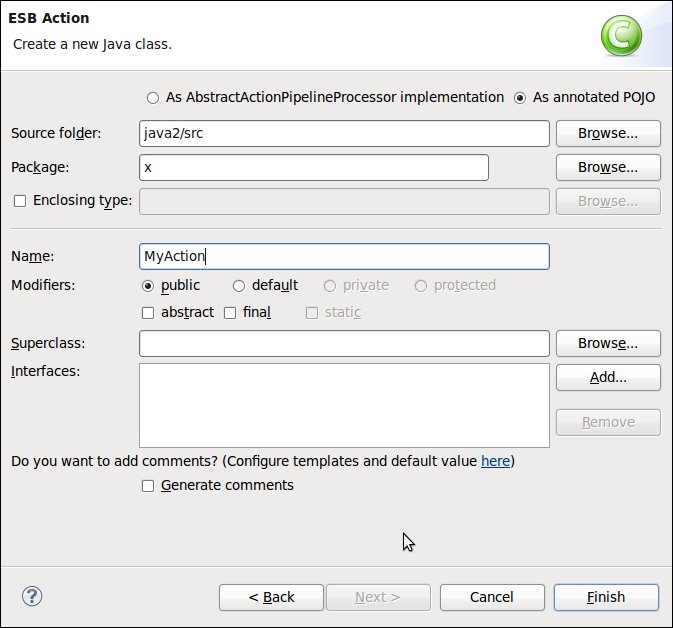 ESB Action
Create a new Java class.
C
As AbstractActionPipelineProcessor implementation As annotated POJO
Source folder: java2/src Browse...
Package: x Browse...
Enclosing type: Browse...
Name: MyAction
Modifiers: public default private protected
abstract final static
Superclass: Browse...
Interfaces: Add...
Remove
Do you want to add comments? (Configure templates and default value here)
Generate comments
? < Back Next > Cancel Finish